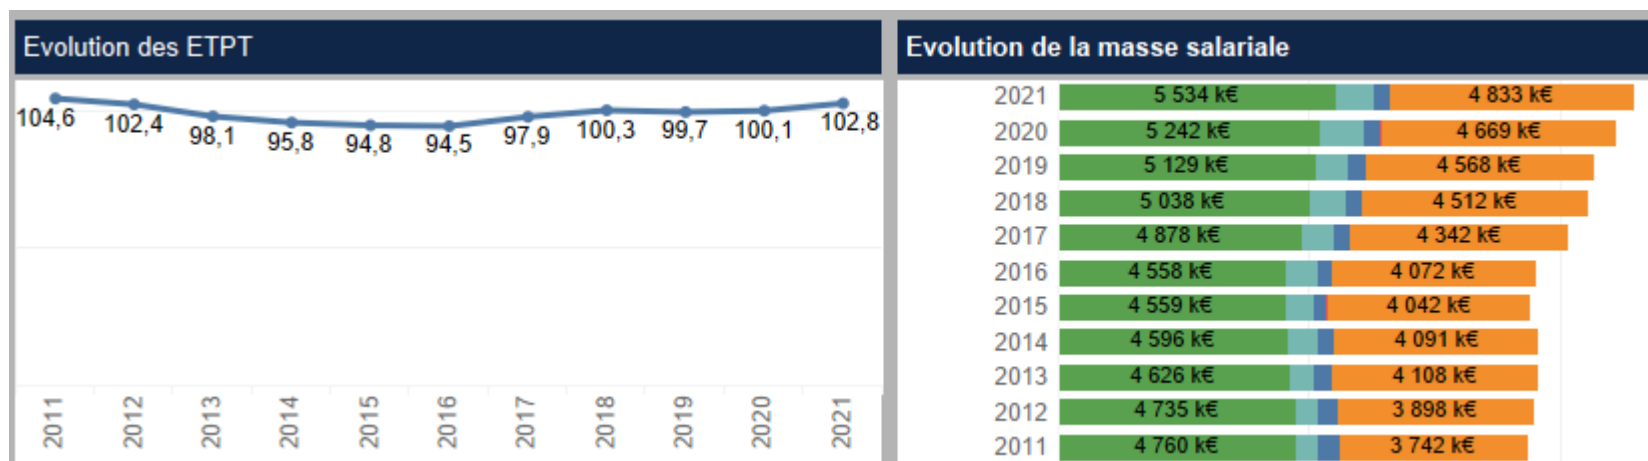 Evolution des ETPT
104,6 102,4 98,1 95,8 94,8 94,5 97,9 100,3 99,7 100,1 102,8
2011 2012 2013 2014 2015 2016 2017 2018 2019 2020 2021
Evolution de la masse salariale
2021 5 534 k€ 4 833 k€
2020 5 242 k€ 4 669 k€
2019 5 129 k€ 4 568 k€
2018 5 038 k€ 4 512 k€
2017 4 878 k€ 4 342 k€
2016 4 558 k€ 4 072 k€
2015 4 559 k€ 4 042 k€
2014 4 596 k€ 4 091 k€
2013 4 626 k€ 4 108 k€
2012 4 735 k€ 3 898 k€
2011 4 760 k€ 3 742 k€